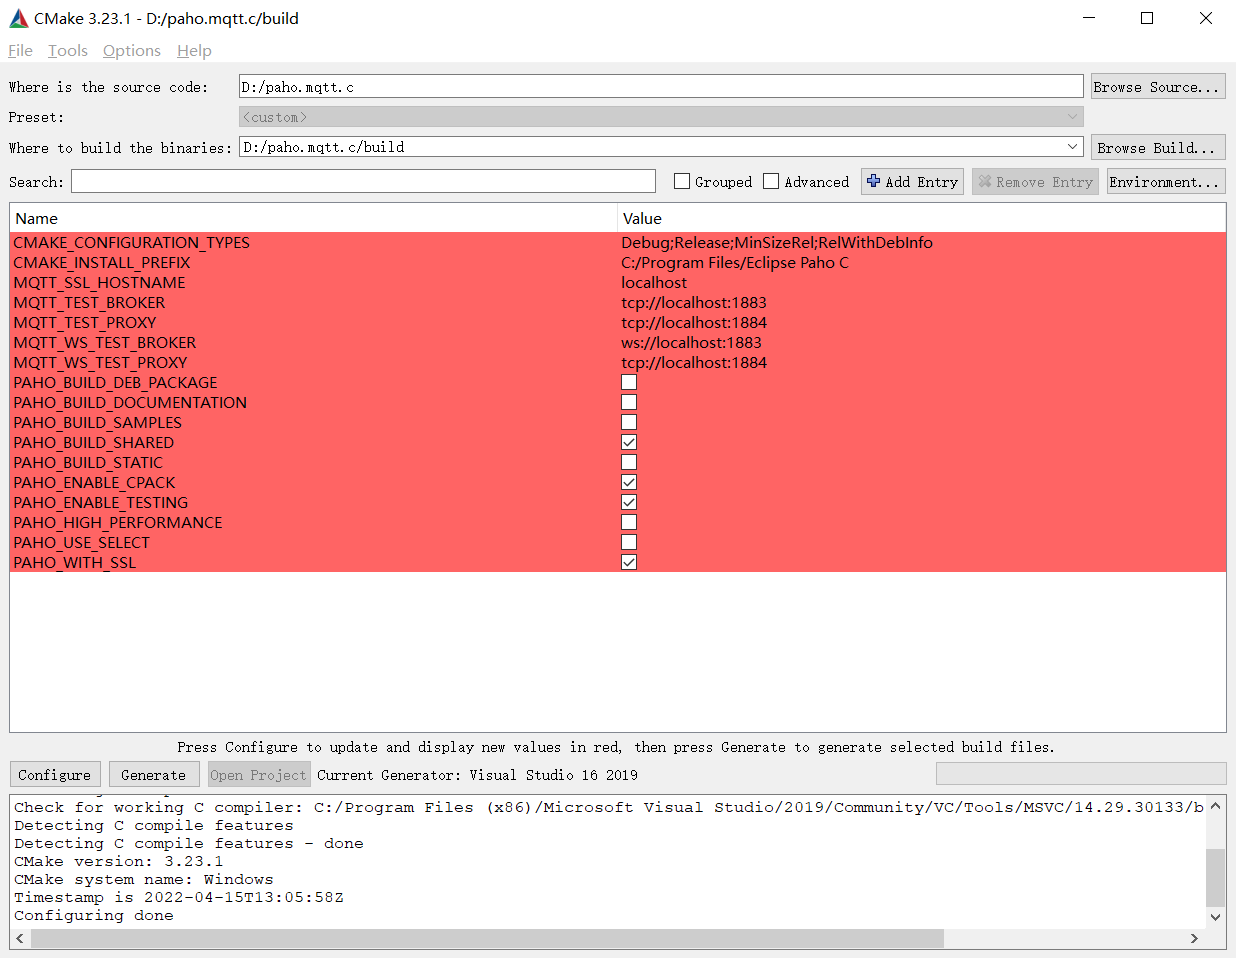 CMake 3.23.1 - D:/paho.mqtt.c/build
File Tools Options Help
Where is the source code: D:/paho.mqtt.c Browse Source...
Preset: <custom>
Where to build the binaries: D:/paho.mqtt.c/build Browse Build...
Search: Grouped Advanced Add Entry Remove Entry Environment...
Name Value
CMAKE_CONFIGURATION_TYPES Debug;Release;MinSizeRel;RelWithDebInfo
CMAKE_INSTALL_PREFIX C:/Program Files/Eclipse Paho C
MQTT_SSL_HOSTNAME localhost
MQTT_TEST_BROKER tcp://localhost:1883
MQTT_TEST_PROXY tcp://localhost:1884
MQTT_WS_TEST_BROKER ws://localhost:1883
MQTT_WS_TEST_PROXY tcp://localhost:1884
PAHO_BUILD_DEB_PACKAGE
PAHO_BUILD_DOCUMENTATION
PAHO_BUILD_SAMPLES
PAHO_BUILD_SHARED
PAHO_BUILD_STATIC
PAHO_ENABLE_CPACK
PAHO_ENABLE_TESTING
PAHO_HIGH_PERFORMANCE
PAHO_USE_SELECT
PAHO_WITH_SSL
Press Configure to update and display new values in red, then press Generate to generate selected build files.
Configure Generate Open Project Current Generator: Visual Studio 16 2019
Check for working C compiler: C:/Program Files (x86)/Microsoft Visual Studio/2019/Community/VC/Tools/MSVC/14.29.30133/b
Detecting C compile features
Detecting C compile features - done
CMake version: 3.23.1
CMake system name: Windows
Timestamp is 2022-04-15T13:05:58Z
Configuring done